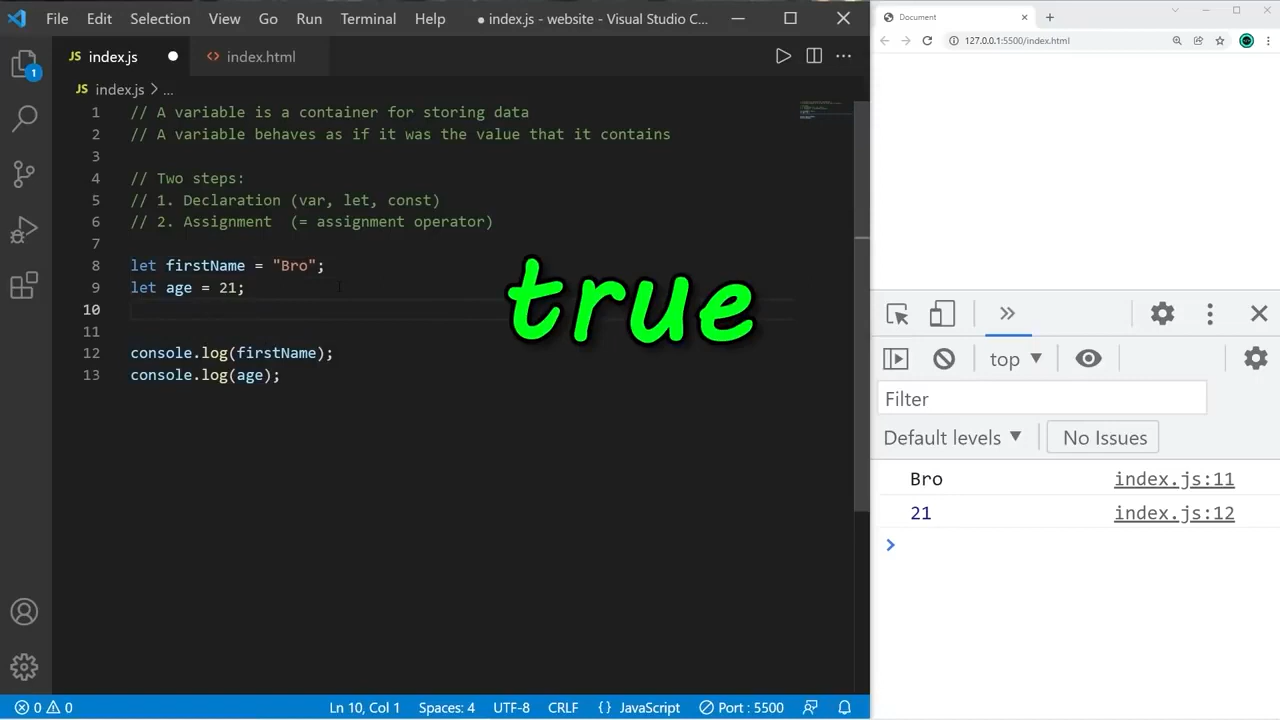 File Edit Selection View Go Run Terminal Help ● index.js - website - Visual Studio C...
JS index.js ● <> index.html
JS index.js > ...
1 // A variable is a container for storing data
2 // A variable behaves as if it was the value that it contains
3
4 // Two steps:
5 // 1. Declaration (var, let, const)
6 // 2. Assignment  (= assignment operator)
7
8 let firstName = "Bro";
9 let age = 21;
10
11
12 console.log(firstName);
13 console.log(age);
true
1
0 0 Ln 10, Col 1 Spaces: 4 UTF-8 CRLF {} JavaScript Port : 5500
Document
127.0.0.1:5500/index.html
top
Filter
Default levels No Issues
Bro index.js:11
21 index.js:12